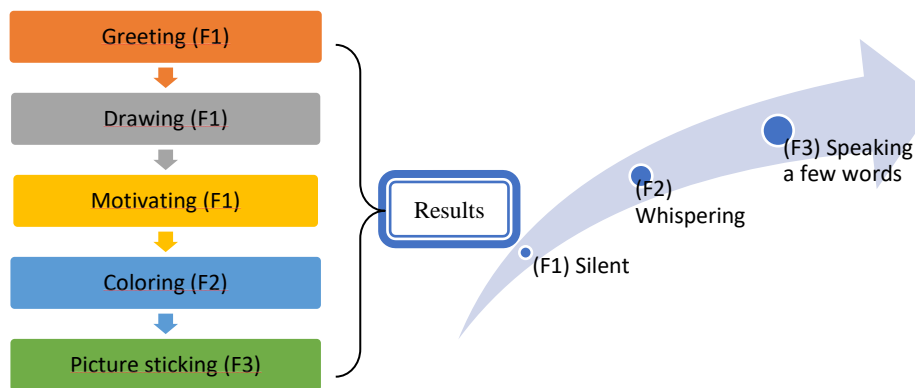 Greeting (F1)
Drawing (F1)
Motivating (F1)
Coloring (F2)
Picture sticking (F3)
Results
(F1) Silent
(F2)
Whispering
(F3) Speaking
a few words